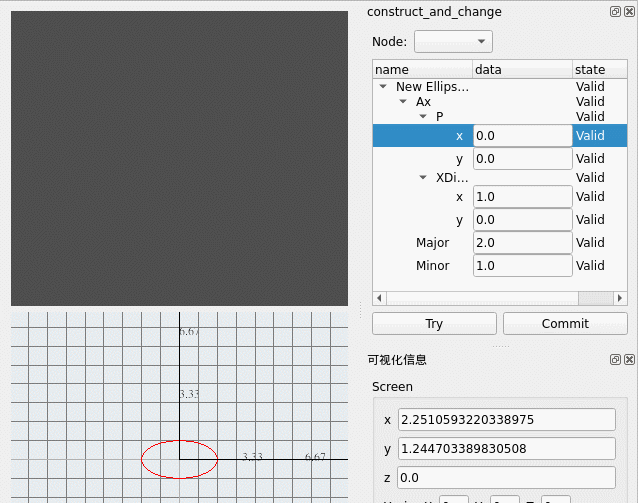 construct_and_change
Node:
name data state
New Ellips... Valid
Ax Valid
P Valid
x 0.0 Valid
y 0.0 Valid
XDi... Valid
x 1.0 Valid
y 0.0 Valid
Major 2.0 Valid
Minor 1.0 Valid
Try Commit
可视化信息
Screen
x 2.2510593220338975
y 1.244703389830508
z 0.0
6.67
3.33
3.33 6.67